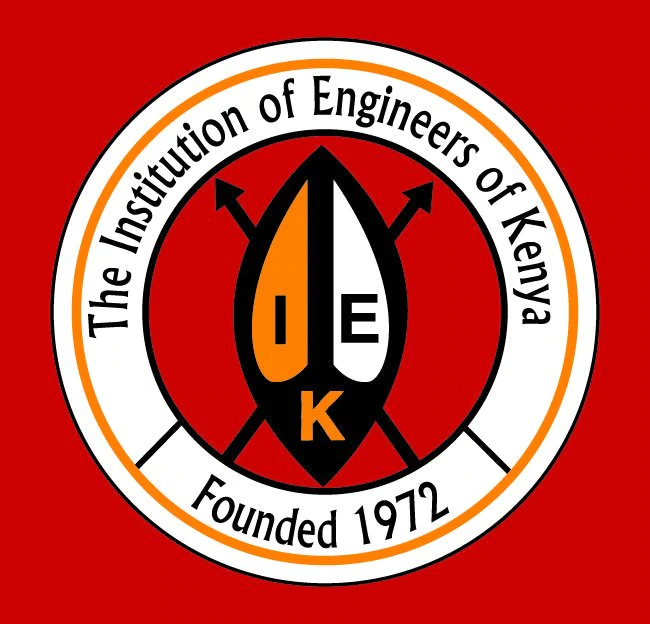 The Institution of Engineers of Kenya
I E
K
Founded 1972